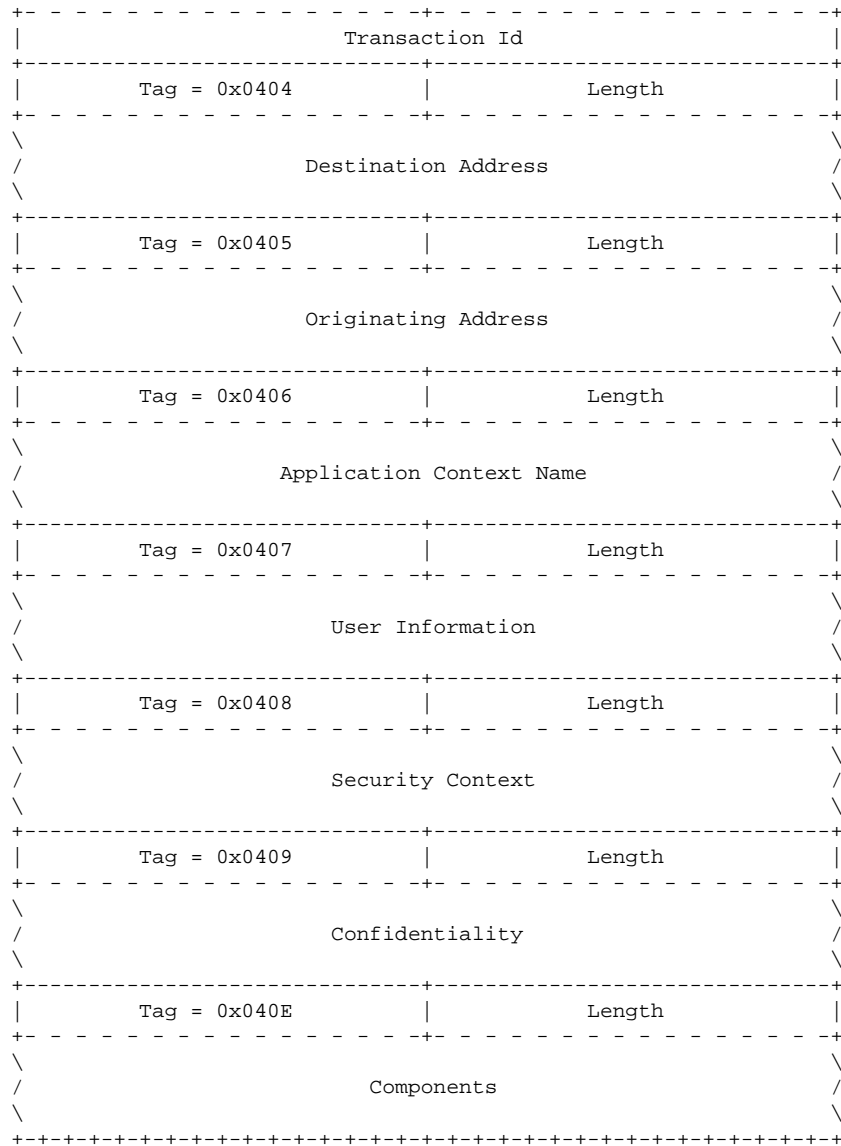 Transaction Id
Tag = 0x0404 Length
Destination Address
Tag = 0x0405 Length
Originating Address
Tag = 0x0406 Length
Application Context Name
Tag = 0x0407 Length
User Information
Tag = 0x0408 Length
Security Context
Tag = 0x0409 Length
Confidentiality
Tag = 0x040E Length
Components